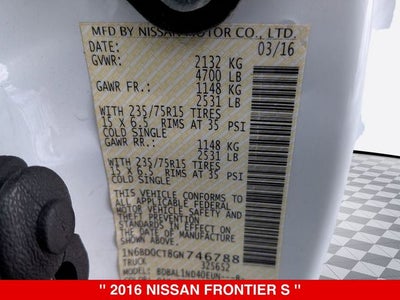 MFD BY NISSAN MOTOR CO., LTD.
DATE: 03/16
GVWR: 2132 KG
4700 LB
GAWR FR.: 1148 KG
2531 LB
WITH 235/75R15 TIRES
15 X 6.5 RIMS AT 35 PSI
COLD SINGLE
GAWR RR.: 1148 KG
2531 LB
WITH 235/75R15 TIRES
15 X 6.5 RIMS AT 35 PSI
COLD SINGLE
THIS VEHICLE CONFORMS
TO ALL APPLICABLE
FEDERAL MOTOR VEHICLE
SAFETY AND
THEFT PREVENTION
STANDARDS IN EFFECT
ON THE DATE OF
MANUFACTURE
SHOWN ABOVE
1N6BD0CT8GN746788
TRUCK
MODEL
" 2016 NISSAN FRONTIER S "